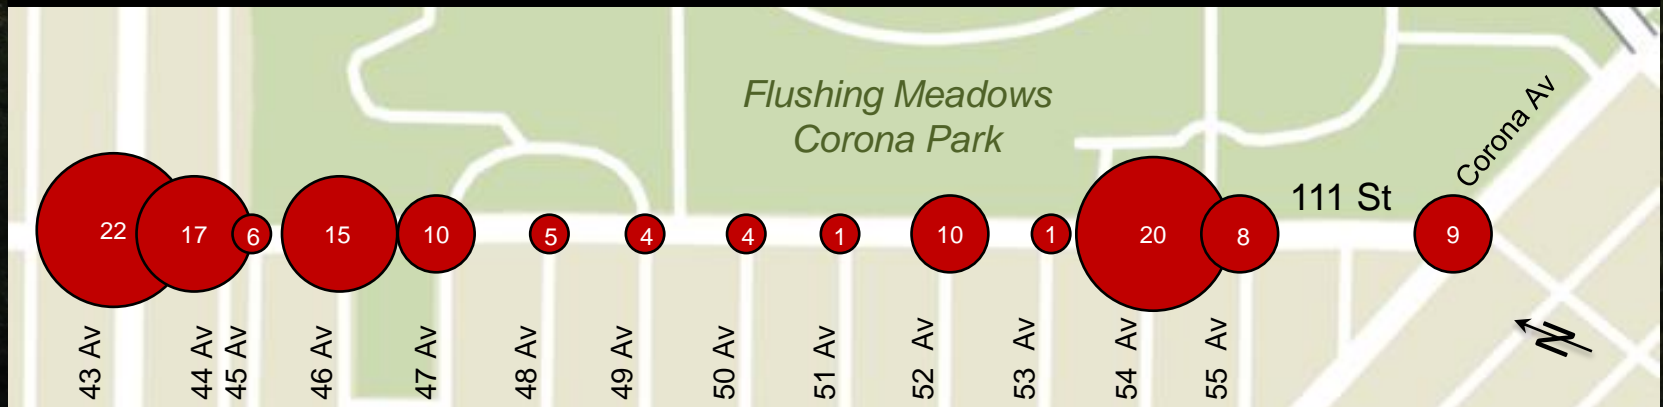 Flushing Meadows
Corona Park
Corona Av
111 St
22
17
6
15
10
5
4
4
1
10
1
20
8
9
43 Av
44 Av
45 Av
46 Av
47 Av
48 Av
49 Av
50 Av
51 Av
52 Av
53 Av
54 Av
55 Av
N